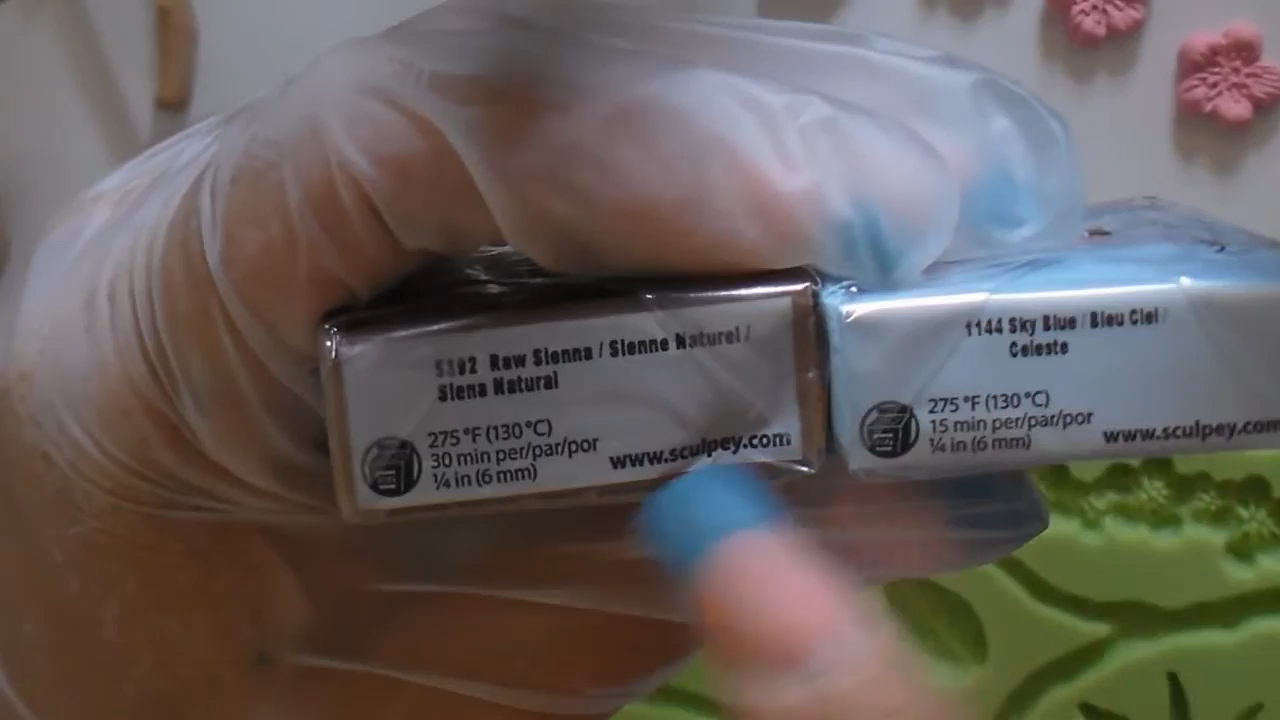 5392 Raw Sienna / Sienne Naturel /
Siena Natural
275 °F (130 °C)
30 min per/par/por
¼ in (6 mm)
www.sculpey.com
1144 Sky Blue / Bleu Ciel /
Celeste
275 °F (130 °C)
15 min per/par/por
¼ in (6 mm)
www.sculpey.com